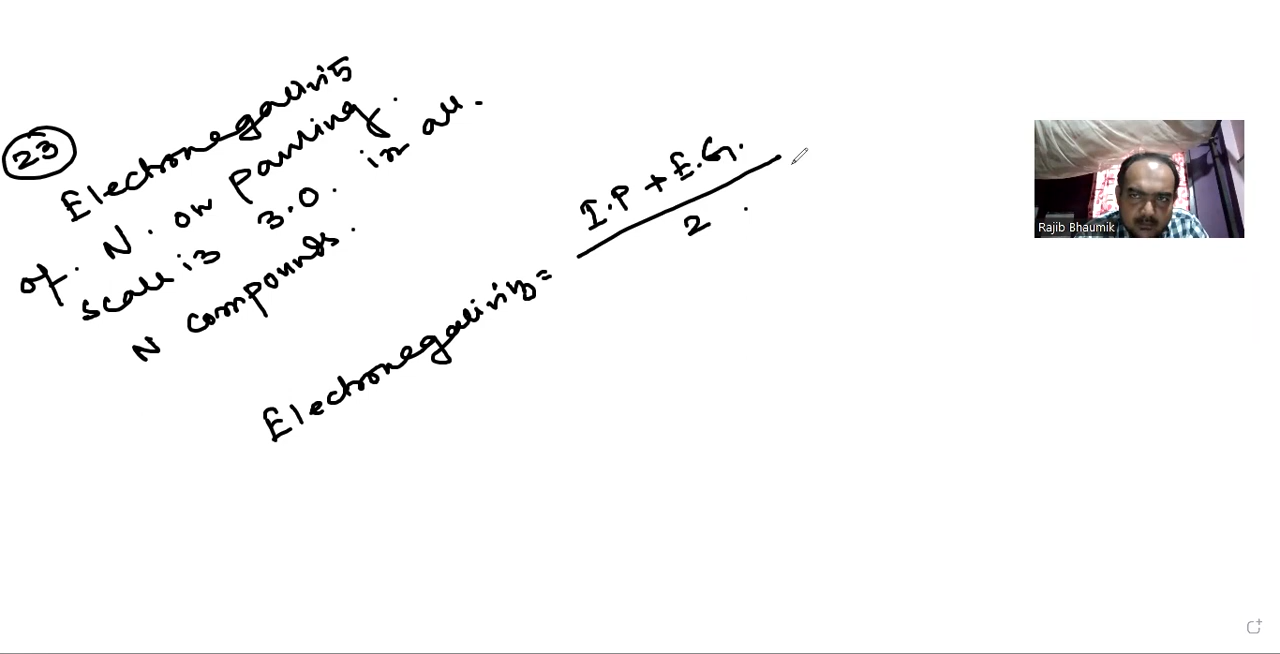 23
Electronegativity
of. N. on pauling.
scale is 3.0. in all.
N compounds.
Electronegativity =
I.P + E.G.
2.
Rajib Bhaumik